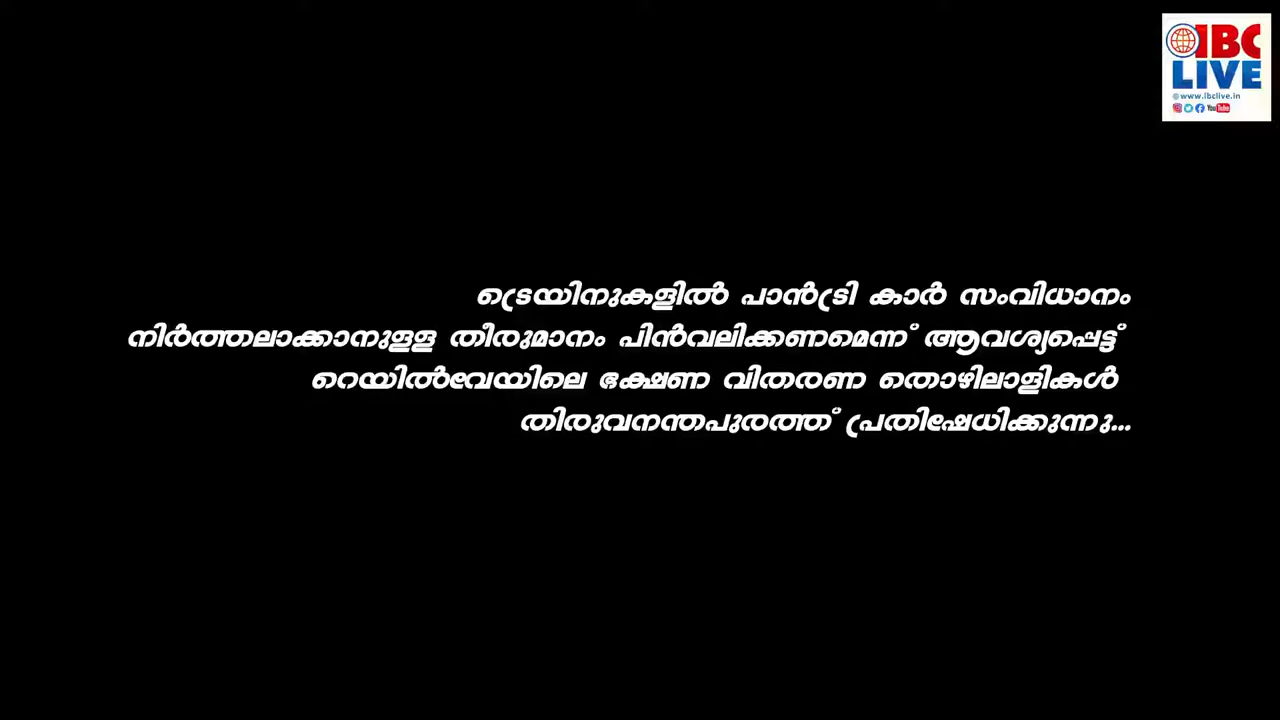 IBC
LIVE
www.ibclive.in
YouTube
ട്രെയിനുകളിൽ പാൻട്രി കാർ സംവിധാനം
നിർത്തലാക്കാനുള്ള തീരുമാനം പിൻവലിക്കണമെന്ന് ആവശ്യപ്പെട്ട്
റെയിൽവേയിലെ ഭക്ഷണ വിതരണ തൊഴിലാളികൾ
തിരുവനന്തപുരത്ത് പ്രതിഷേധിക്കുന്നു...